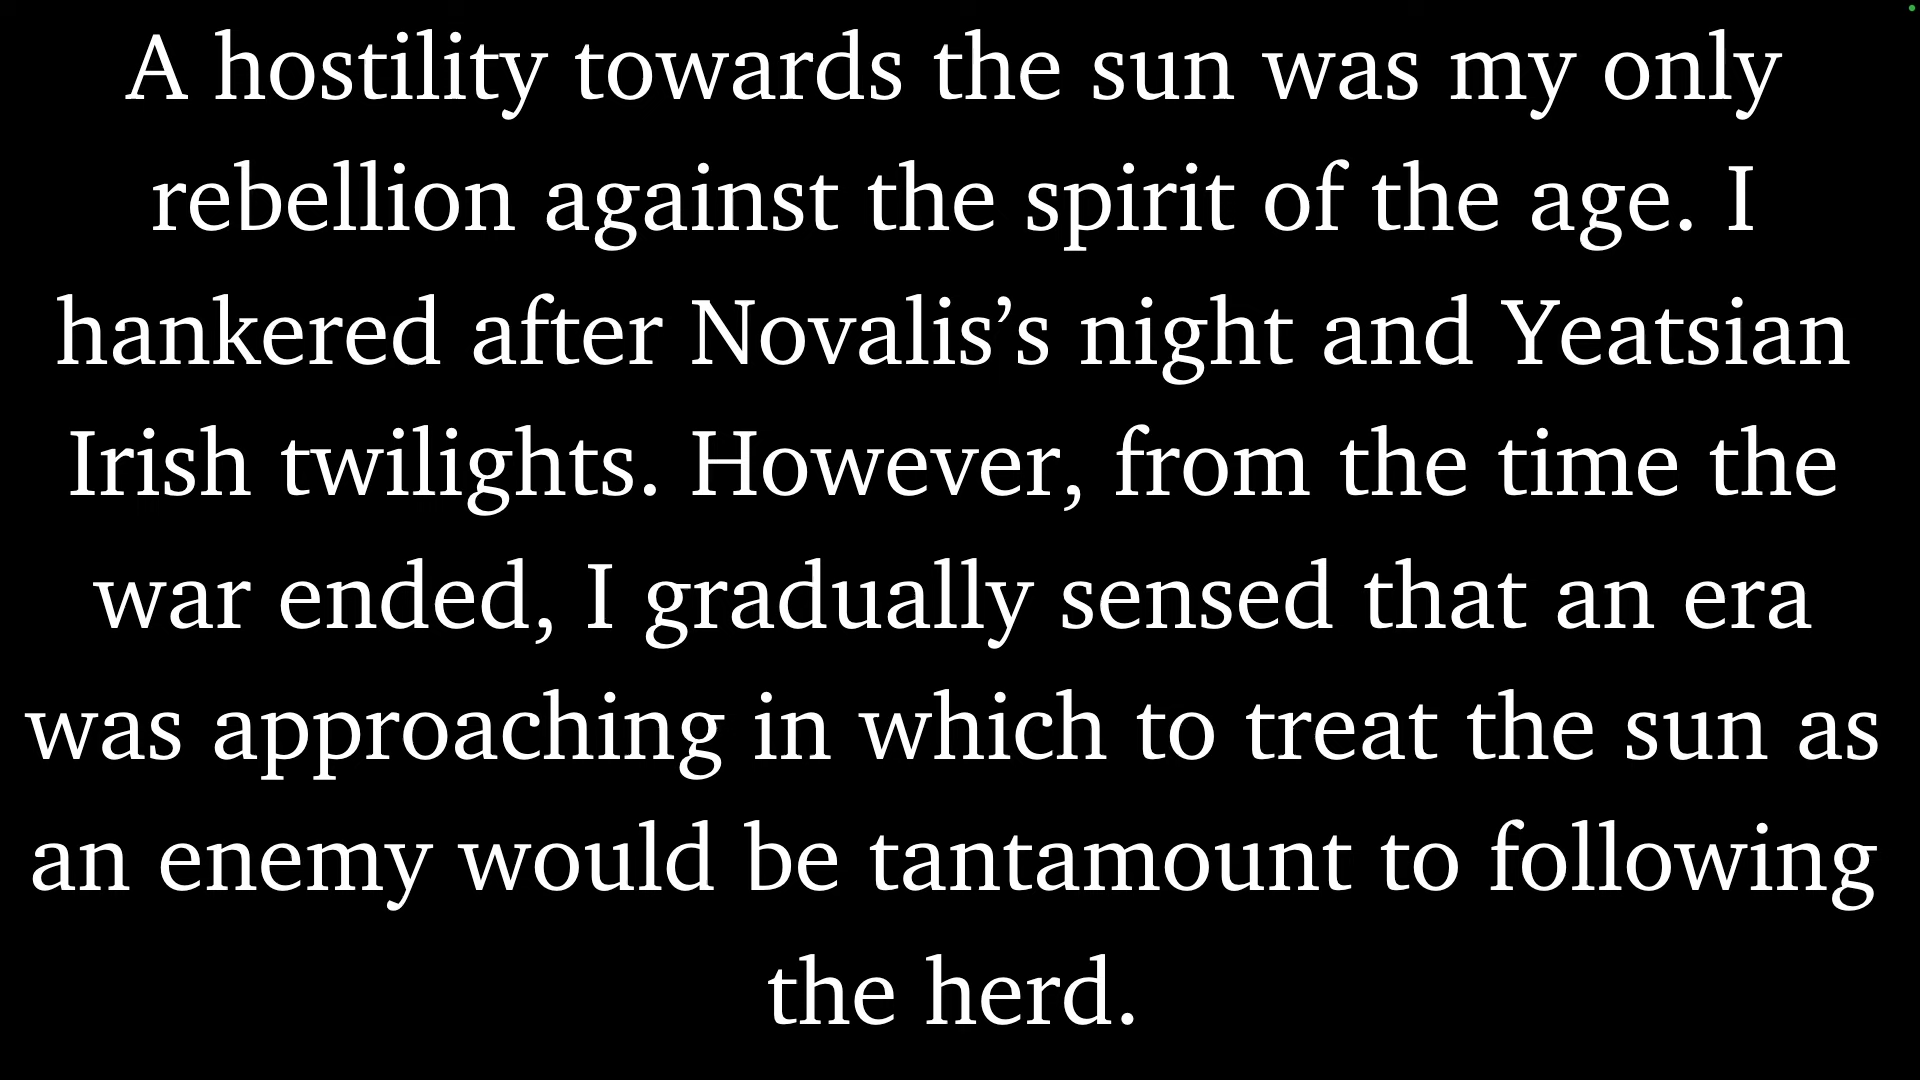 A hostility towards the sun was my only
rebellion against the spirit of the age. I
hankered after Novalis’s night and Yeatsian
Irish twilights. However, from the time the
war ended, I gradually sensed that an era
was approaching in which to treat the sun as
an enemy would be tantamount to following
the herd.